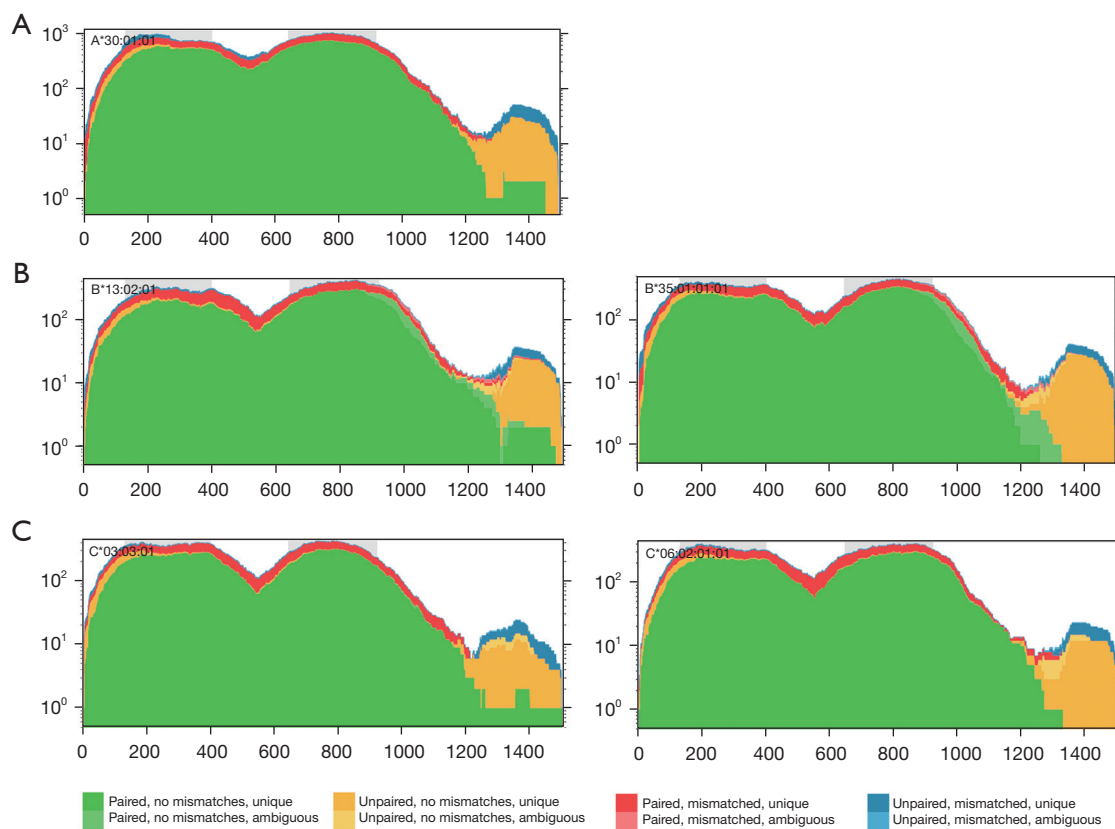 A
A*30:01:01
10³
10²
10¹
10⁰
0 200 400 600 800 1000 1200 1400
B
B*13:02:01
10²
10¹
10⁰
0 200 400 600 800 1000 1200 1400
B*35:01:01:01
10²
10¹
10⁰
0 200 400 600 800 1000 1200 1400
C
C*03:03:01
10²
10¹
10⁰
0 200 400 600 800 1000 1200 1400
C*06:02:01:01
10²
10¹
10⁰
0 200 400 600 800 1000 1200 1400
Paired, no mismatches, unique
Paired, no mismatches, ambiguous
Unpaired, no mismatches, unique
Unpaired, no mismatches, ambiguous
Paired, mismatched, unique
Paired, mismatched, ambiguous
Unpaired, mismatched, unique
Unpaired, mismatched, ambiguous